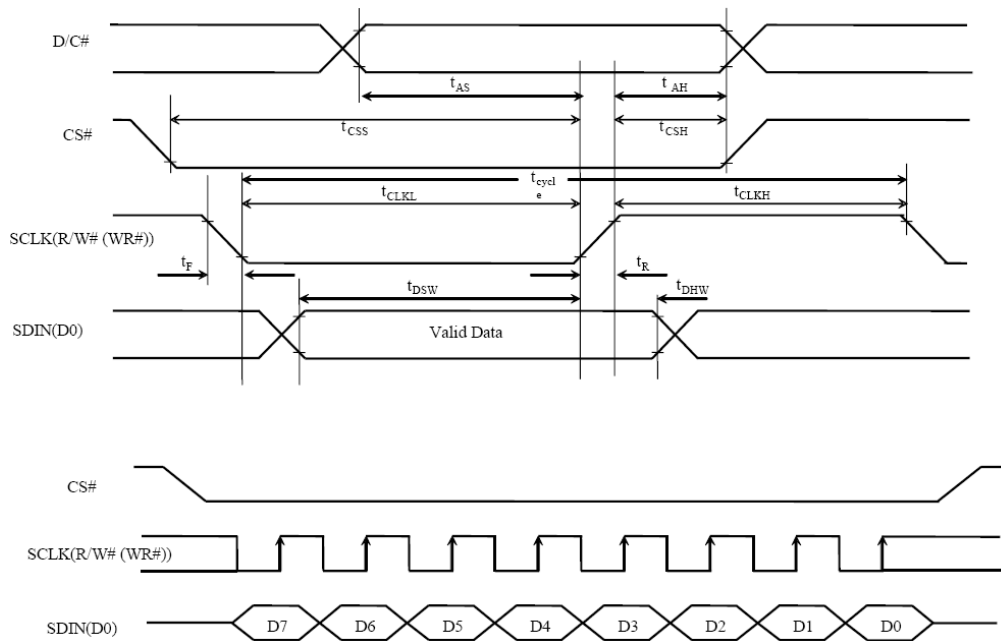 D/C#
tAS
t AH
tCSS
tCSH
CS#
tcycl
e
tCLKL
tCLKH
SCLK(R/W# (WR#))
tF
tR
tDSW
tDHW
SDIN(D0)
Valid Data
CS#
SCLK(R/W# (WR#))
SDIN(D0)
D7 D6 D5 D4 D3 D2 D1 D0